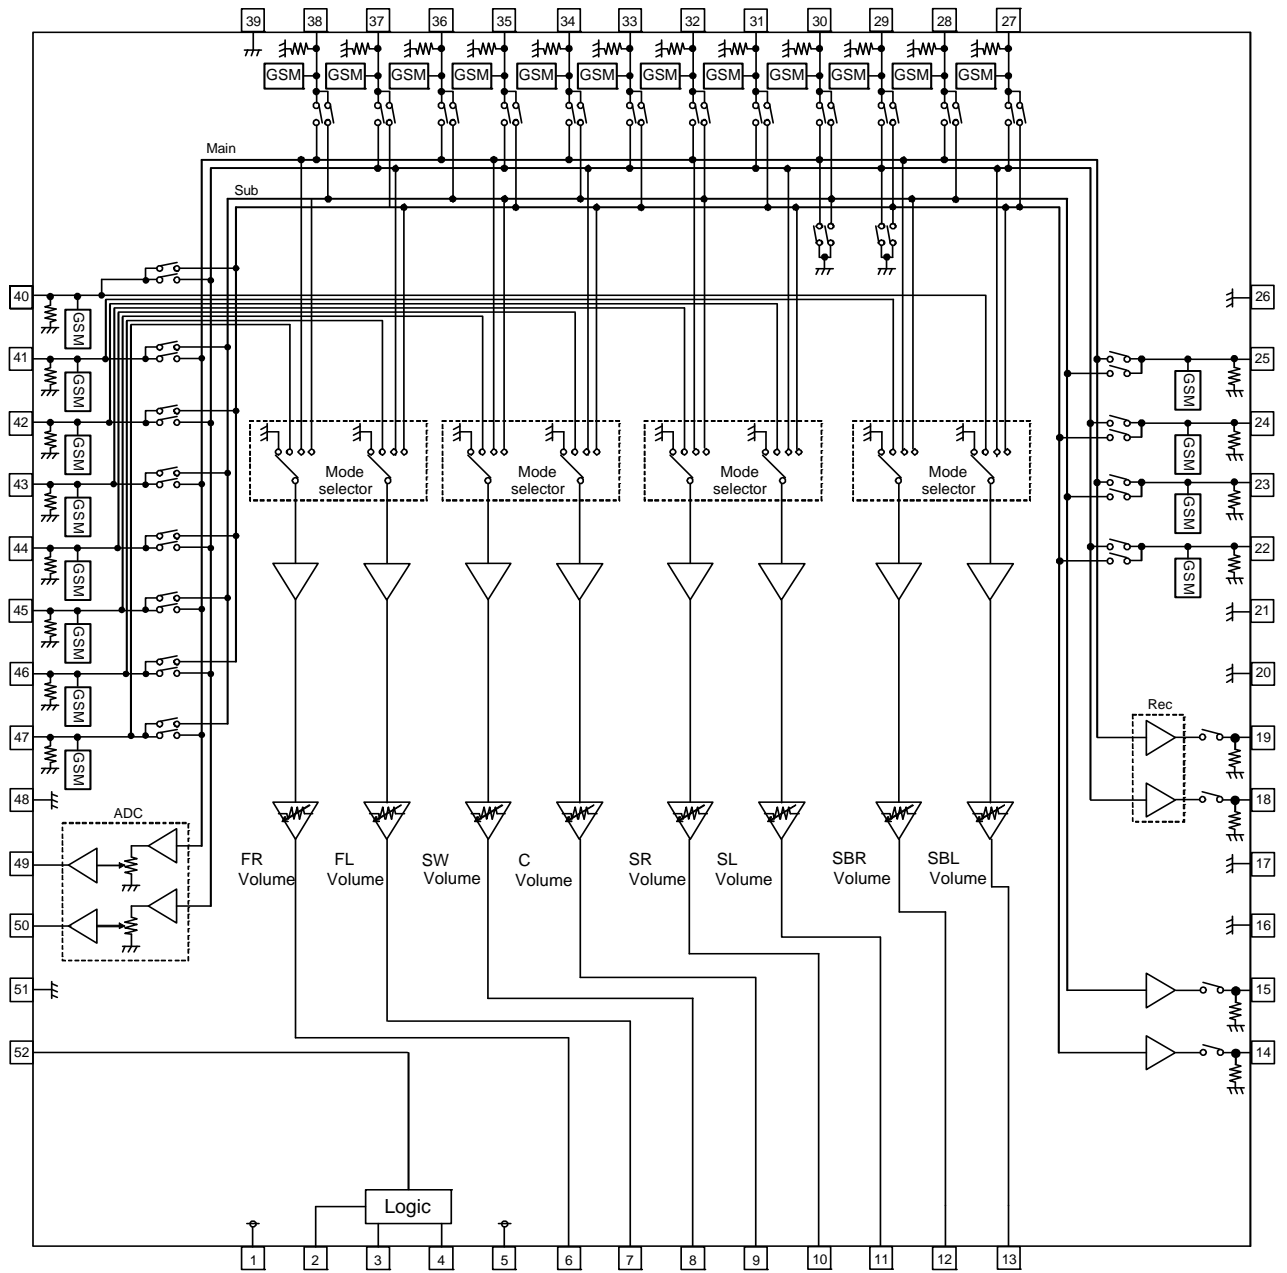 39 38 37 36 35 34 33 32 31 30 29 28 27
GSM GSM GSM GSM GSM GSM GSM GSM GSM GSM GSM GSM
Main
Sub
40 GSM 26
41 GSM GSM 25
42 GSM GSM 24
43 GSM GSM 23
44 GSM GSM 22
45 GSM 21
46 GSM 20
47 GSM 19
Mode selector
Mode selector
Mode selector
Mode selector
Rec
48 18
ADC
49 17
FR Volume
FL Volume
SW Volume
C Volume
SR Volume
SL Volume
SBR Volume
SBL Volume
50 16
51 15
52 14
Logic
1 2 3 4 5 6 7 8 9 10 11 12 13